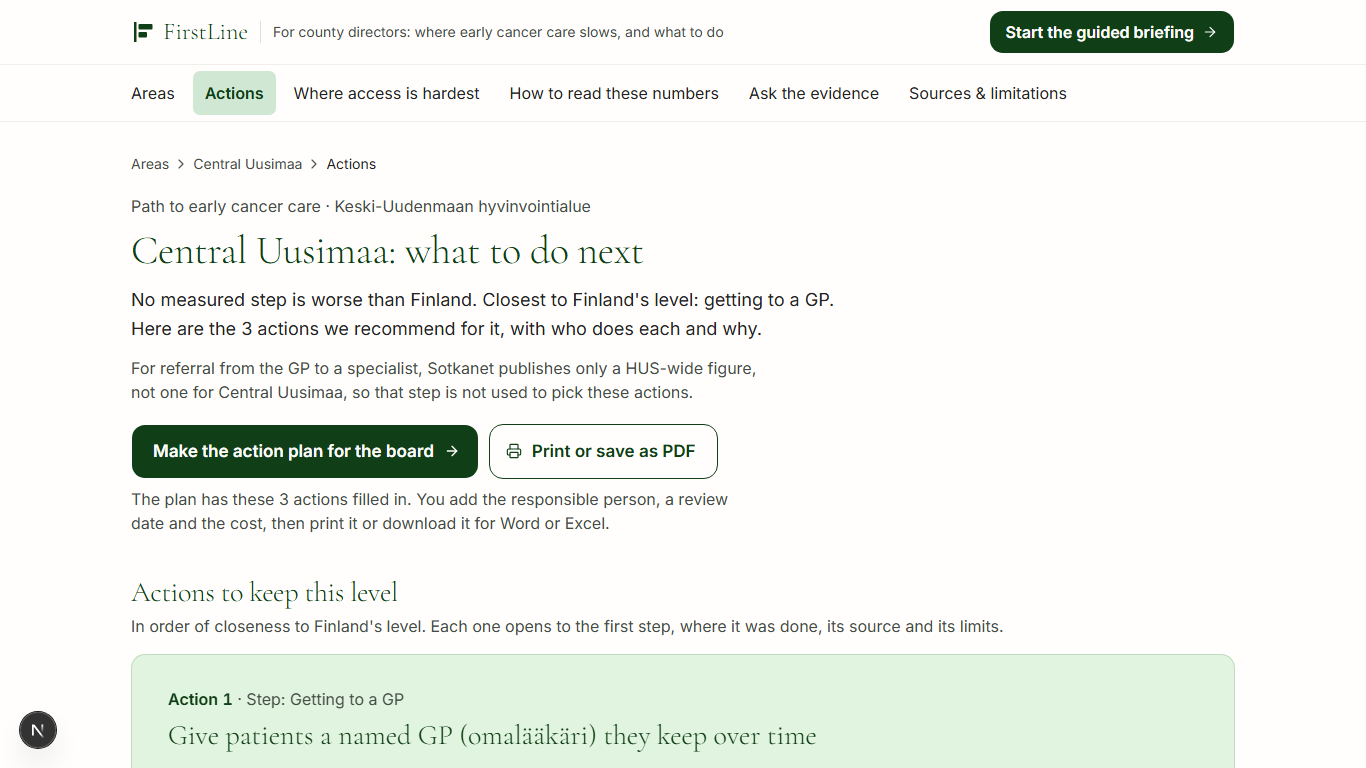 FirstLine
For county directors: where early cancer care slows, and what to do
Start the guided briefing →
Areas
Actions
Where access is hardest
How to read these numbers
Ask the evidence
Sources & limitations
Areas > Central Uusimaa > Actions
Path to early cancer care · Keski-Uudenmaan hyvinvointialue
Central Uusimaa: what to do next
No measured step is worse than Finland. Closest to Finland's level: getting to a GP.
Here are the 3 actions we recommend for it, with who does each and why.
For referral from the GP to a specialist, Sotkanet publishes only a HUS-wide figure,
not one for Central Uusimaa, so that step is not used to pick these actions.
Make the action plan for the board →
Print or save as PDF
The plan has these 3 actions filled in. You add the responsible person, a review
date and the cost, then print it or download it for Word or Excel.
Actions to keep this level
In order of closeness to Finland's level. Each one opens to the first step, where it was done, its source and its limits.
Action 1 · Step: Getting to a GP
Give patients a named GP (omalääkäri) they keep over time
N